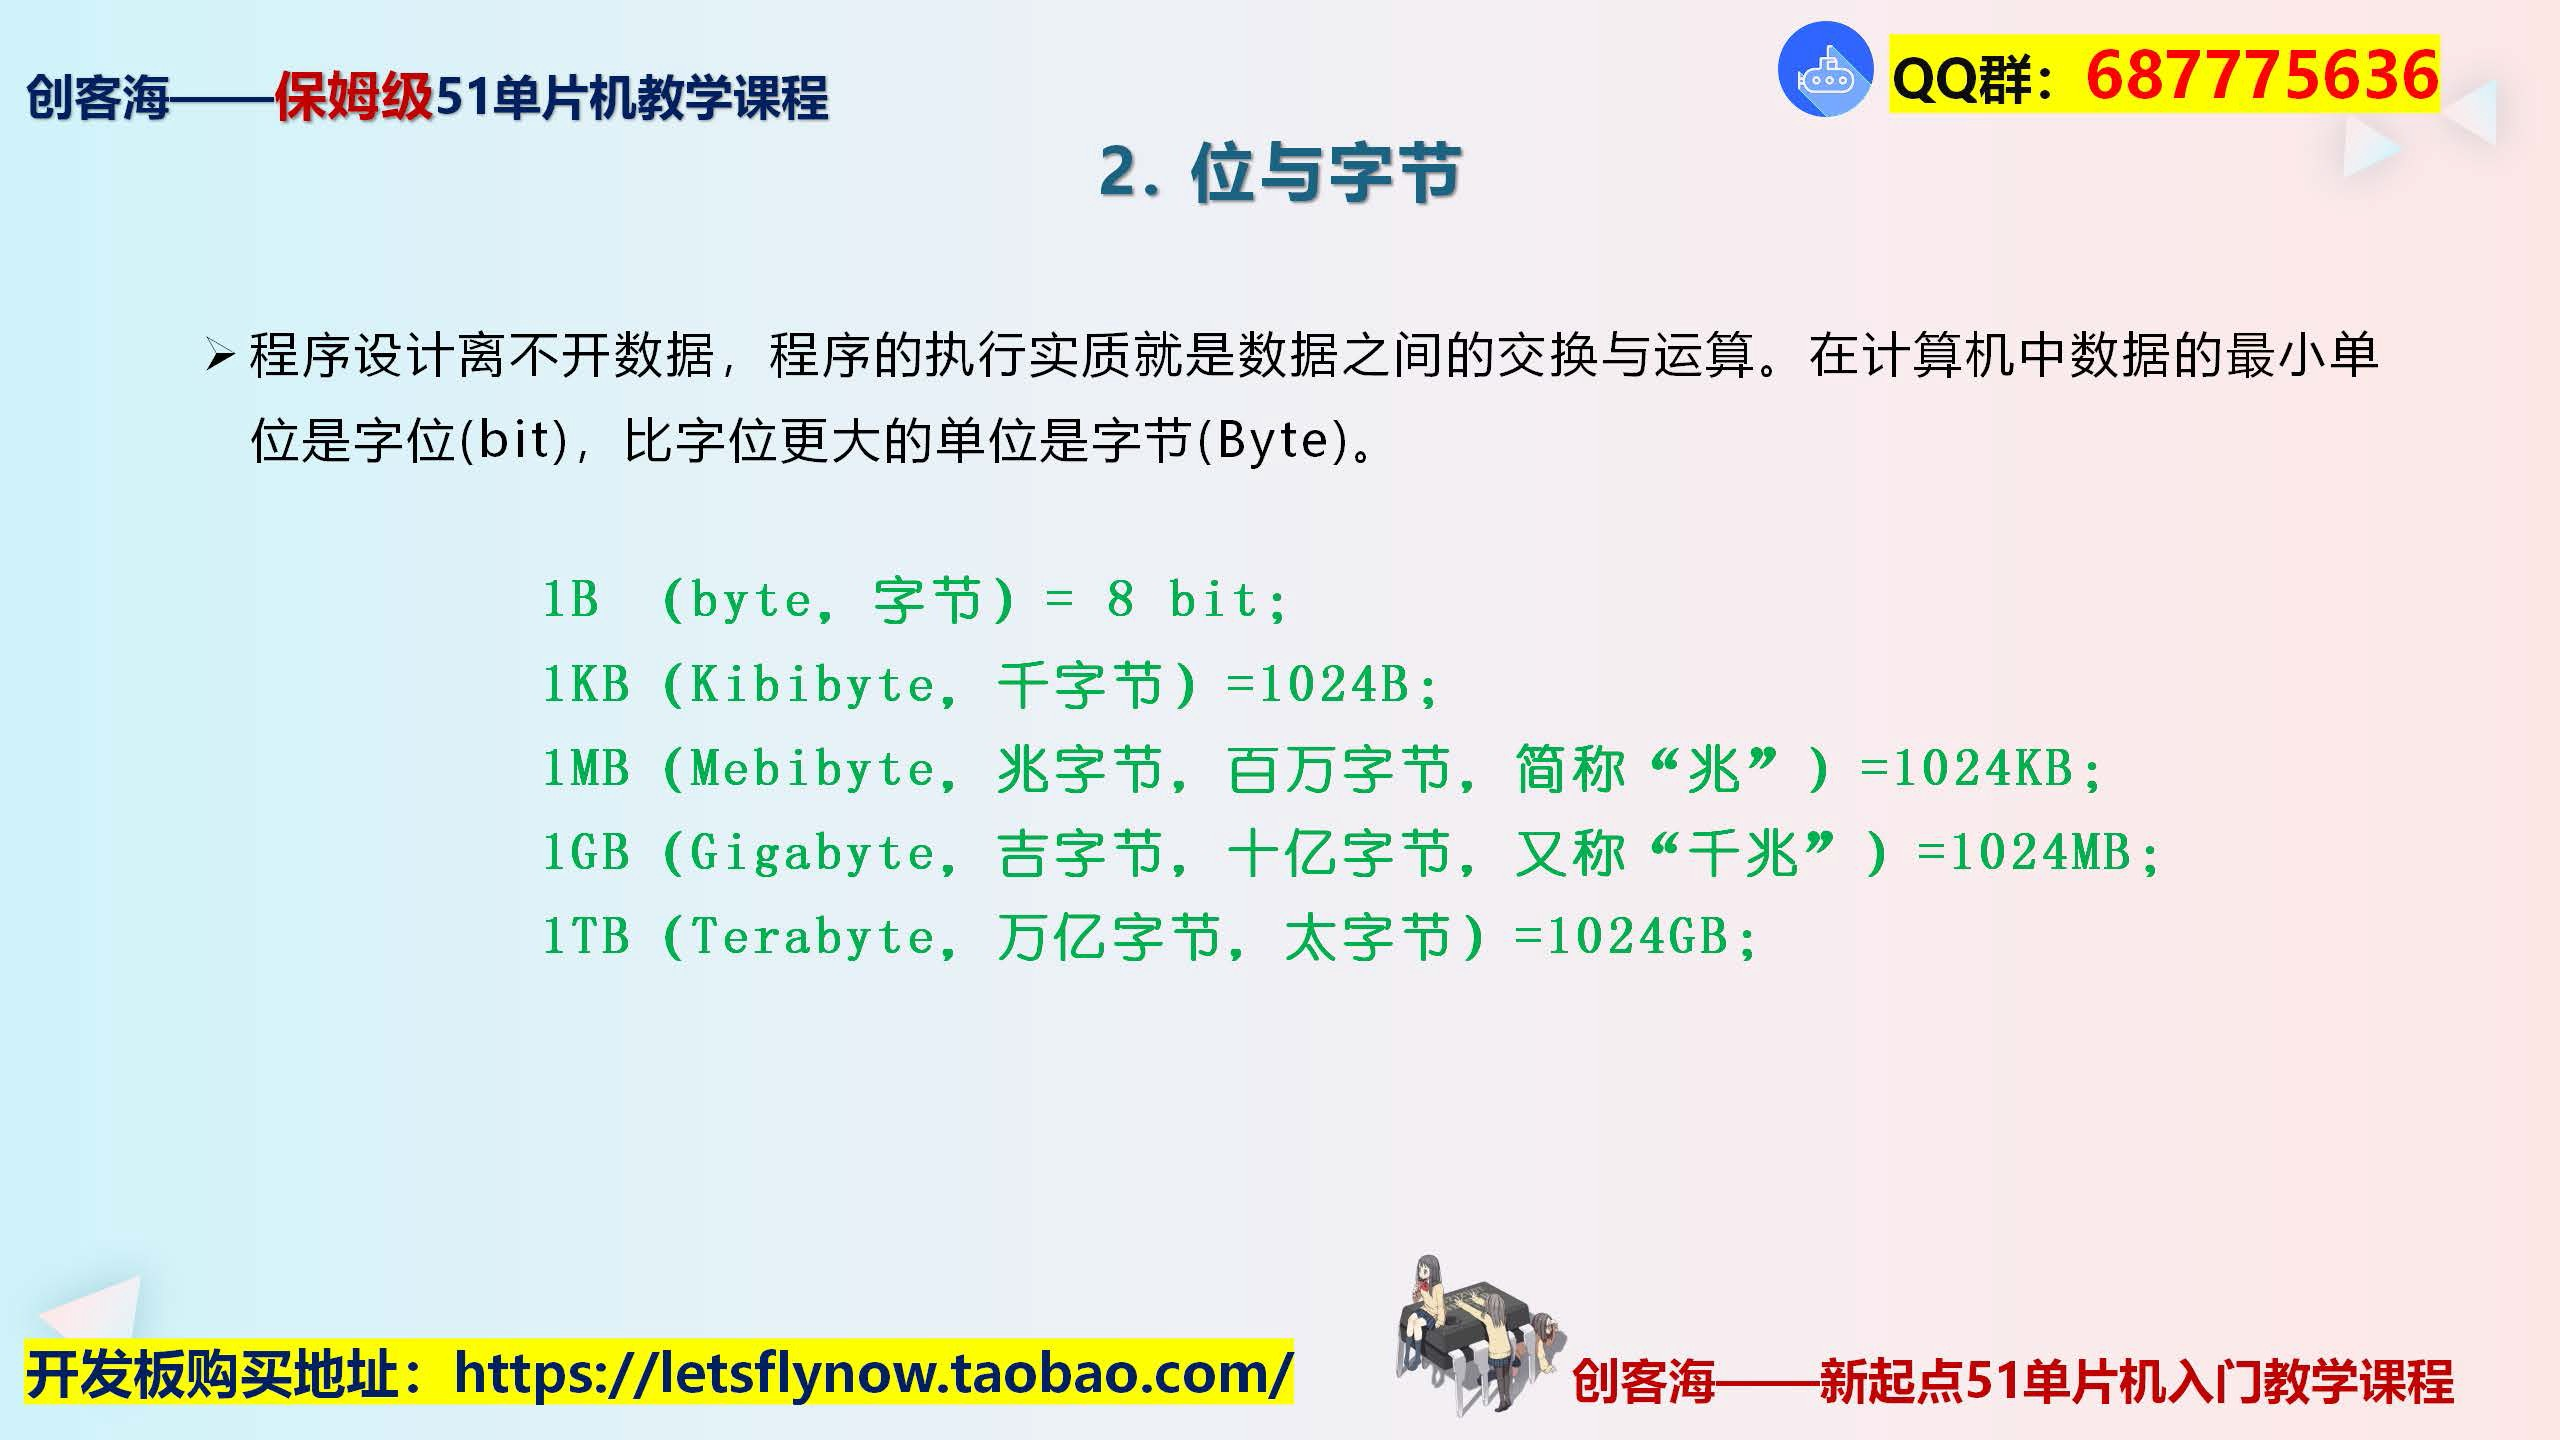 创客海——保姆级51单片机教学课程
QQ群：687775636
2. 位与字节
➢程序设计离不开数据，程序的执行实质就是数据之间的交换与运算。在计算机中数据的最小单
位是字位(bit)，比字位更大的单位是字节(Byte)。
1B （byte，字节）= 8 bit；
1KB（Kibibyte，千字节）=1024B；
1MB（Mebibyte，兆字节，百万字节，简称“兆”）=1024KB；
1GB（Gigabyte，吉字节，十亿字节，又称“千兆”）=1024MB；
1TB（Terabyte，万亿字节，太字节）=1024GB；
开发板购买地址：https://letsflynow.taobao.com/
创客海——新起点51单片机入门教学课程